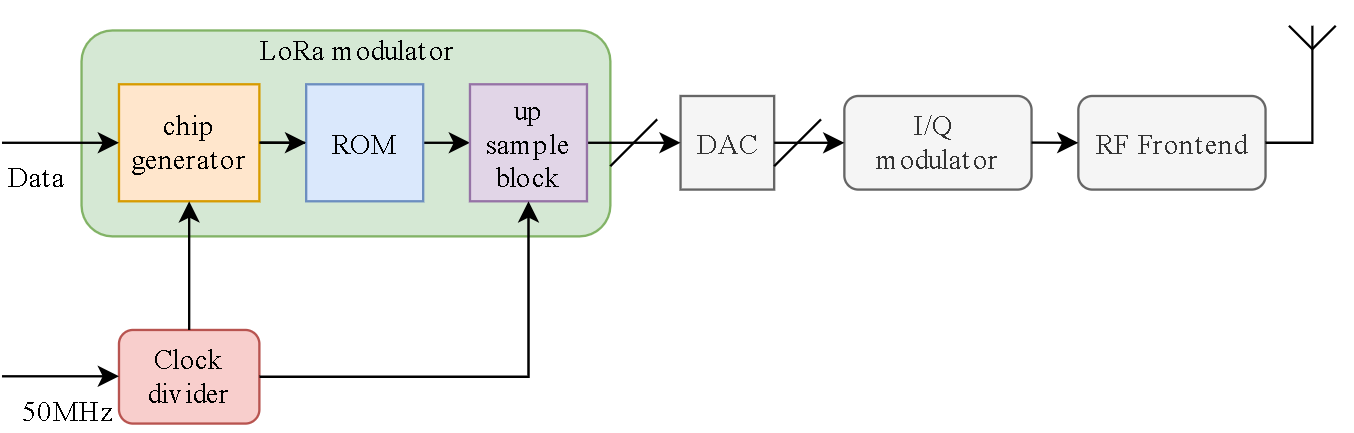 LoRa modulator
chip
generator
ROM
up
sample
block
DAC
I/Q
modulator
RF Frontend
Data
Clock
divider
50MHz